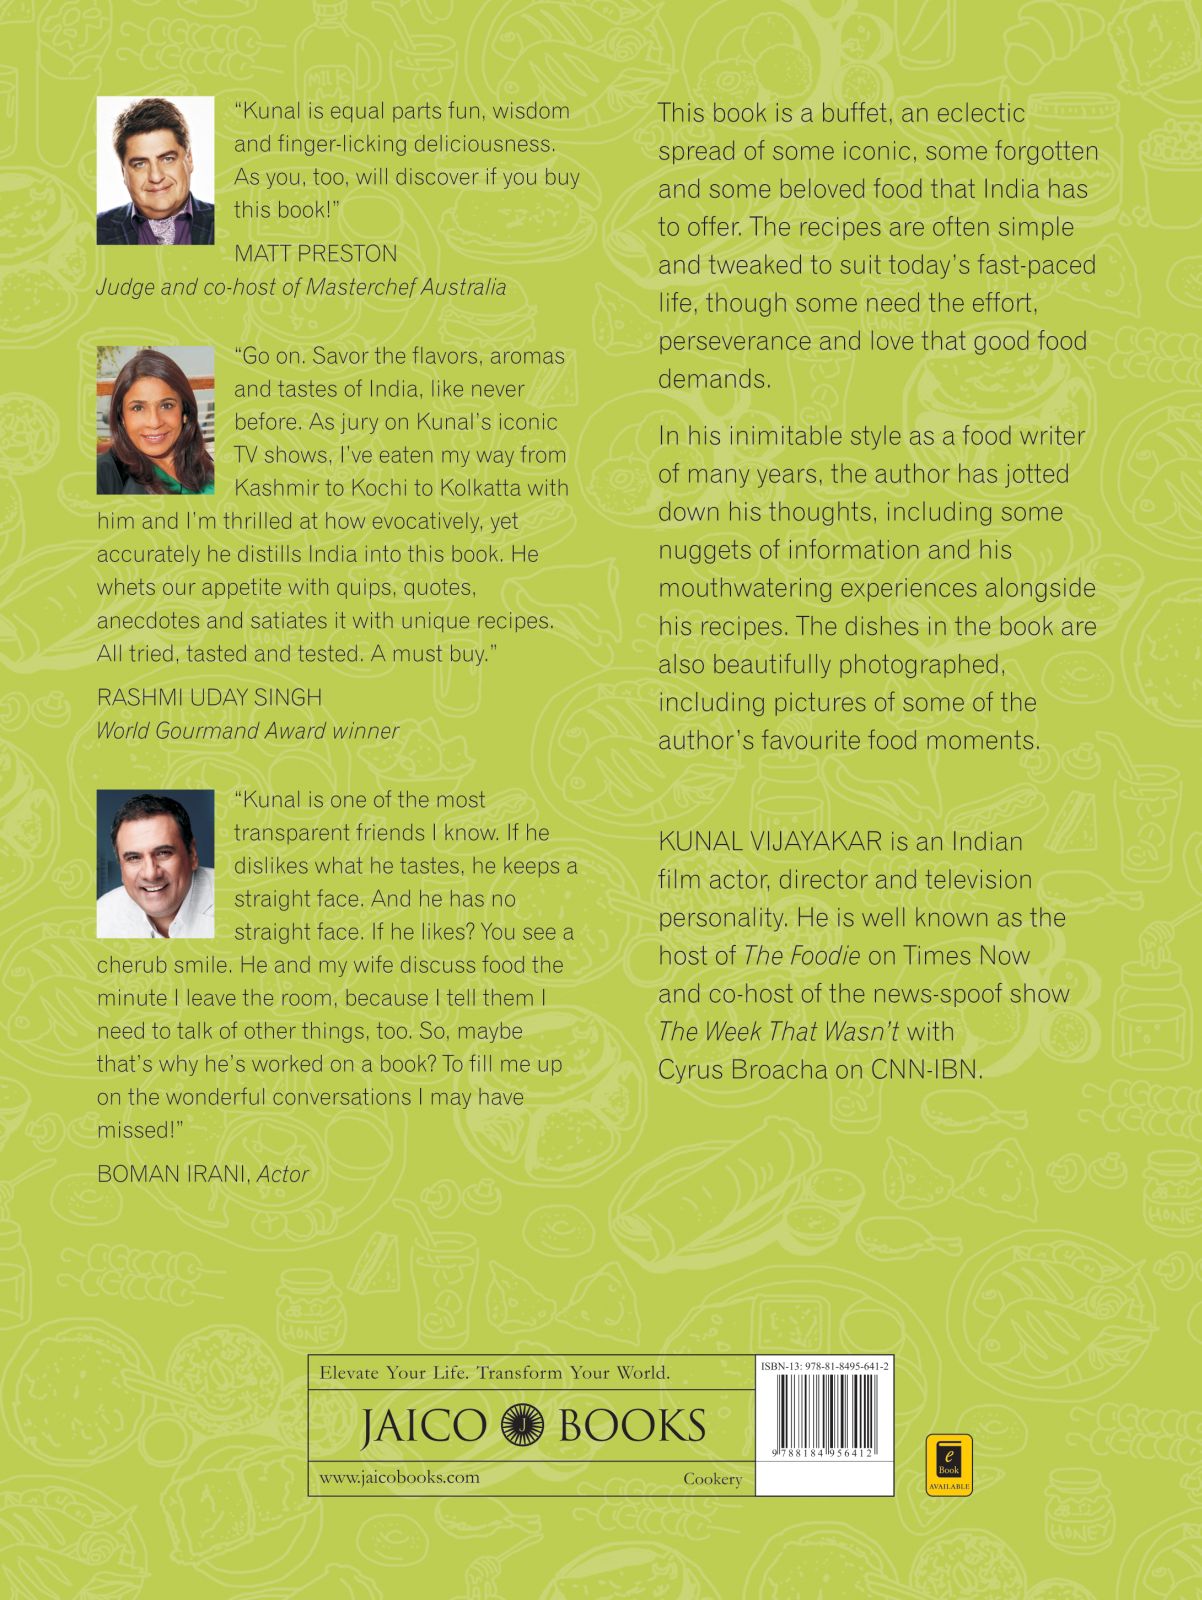 “Kunal is equal parts fun, wisdom
and finger-licking deliciousness.
As you, too, will discover if you buy
this book!”
MATT PRESTON
Judge and co-host of Masterchef Australia
“Go on. Savor the flavors, aromas
and tastes of India, like never
before. As jury on Kunal’s iconic
TV shows, I’ve eaten my way from
Kashmir to Kochi to Kolkatta with
him and I’m thrilled at how evocatively, yet
accurately he distills India into this book. He
whets our appetite with quips, quotes,
anecdotes and satiates it with unique recipes.
All tried, tasted and tested. A must buy.”
RASHMI UDAY SINGH
World Gourmand Award winner
“Kunal is one of the most
transparent friends I know. If he
dislikes what he tastes, he keeps a
straight face. And he has no
straight face. If he likes? You see a
cherub smile. He and my wife discuss food the
minute I leave the room, because I tell them I
need to talk of other things, too. So, maybe
that’s why he’s worked on a book? To fill me up
on the wonderful conversations I may have
missed!”
BOMAN IRANI, Actor
This book is a buffet, an eclectic
spread of some iconic, some forgotten
and some beloved food that India has
to offer. The recipes are often simple
and tweaked to suit today’s fast-paced
life, though some need the effort,
perseverance and love that good food
demands.
In his inimitable style as a food writer
of many years, the author has jotted
down his thoughts, including some
nuggets of information and his
mouthwatering experiences alongside
his recipes. The dishes in the book are
also beautifully photographed,
including pictures of some of the
author’s favourite food moments.
KUNAL VIJAYAKAR is an Indian
film actor, director and television
personality. He is well known as the
host of The Foodie on Times Now
and co-host of the news-spoof show
The Week That Wasn’t with
Cyrus Broacha on CNN-IBN.
MILK
HONEY
HONEY
HONEY
HONEY
Elevate Your Life. Transform Your World.
JAICO J BOOKS
www.jaicobooks.com Cookery
ISBN-13: 978-81-8495-641-2
9 788184 956412
e
Book
AVAILABLE